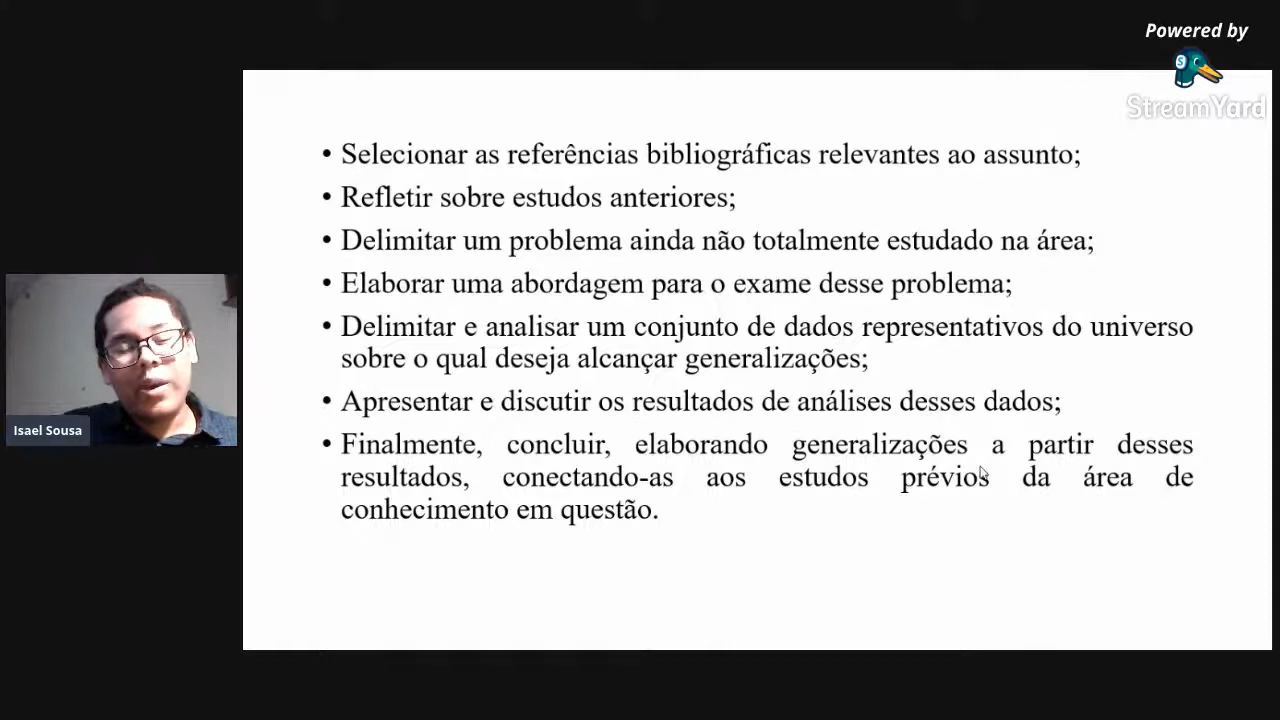 Powered by
StreamYard
• Selecionar as referências bibliográficas relevantes ao assunto;
• Refletir sobre estudos anteriores;
• Delimitar um problema ainda não totalmente estudado na área;
• Elaborar uma abordagem para o exame desse problema;
• Delimitar e analisar um conjunto de dados representativos do universo
sobre o qual deseja alcançar generalizações;
• Apresentar e discutir os resultados de análises desses dados;
• Finalmente, concluir, elaborando generalizações a partir desses
resultados, conectando-as aos estudos prévios da área de
conhecimento em questão.
Isael Sousa